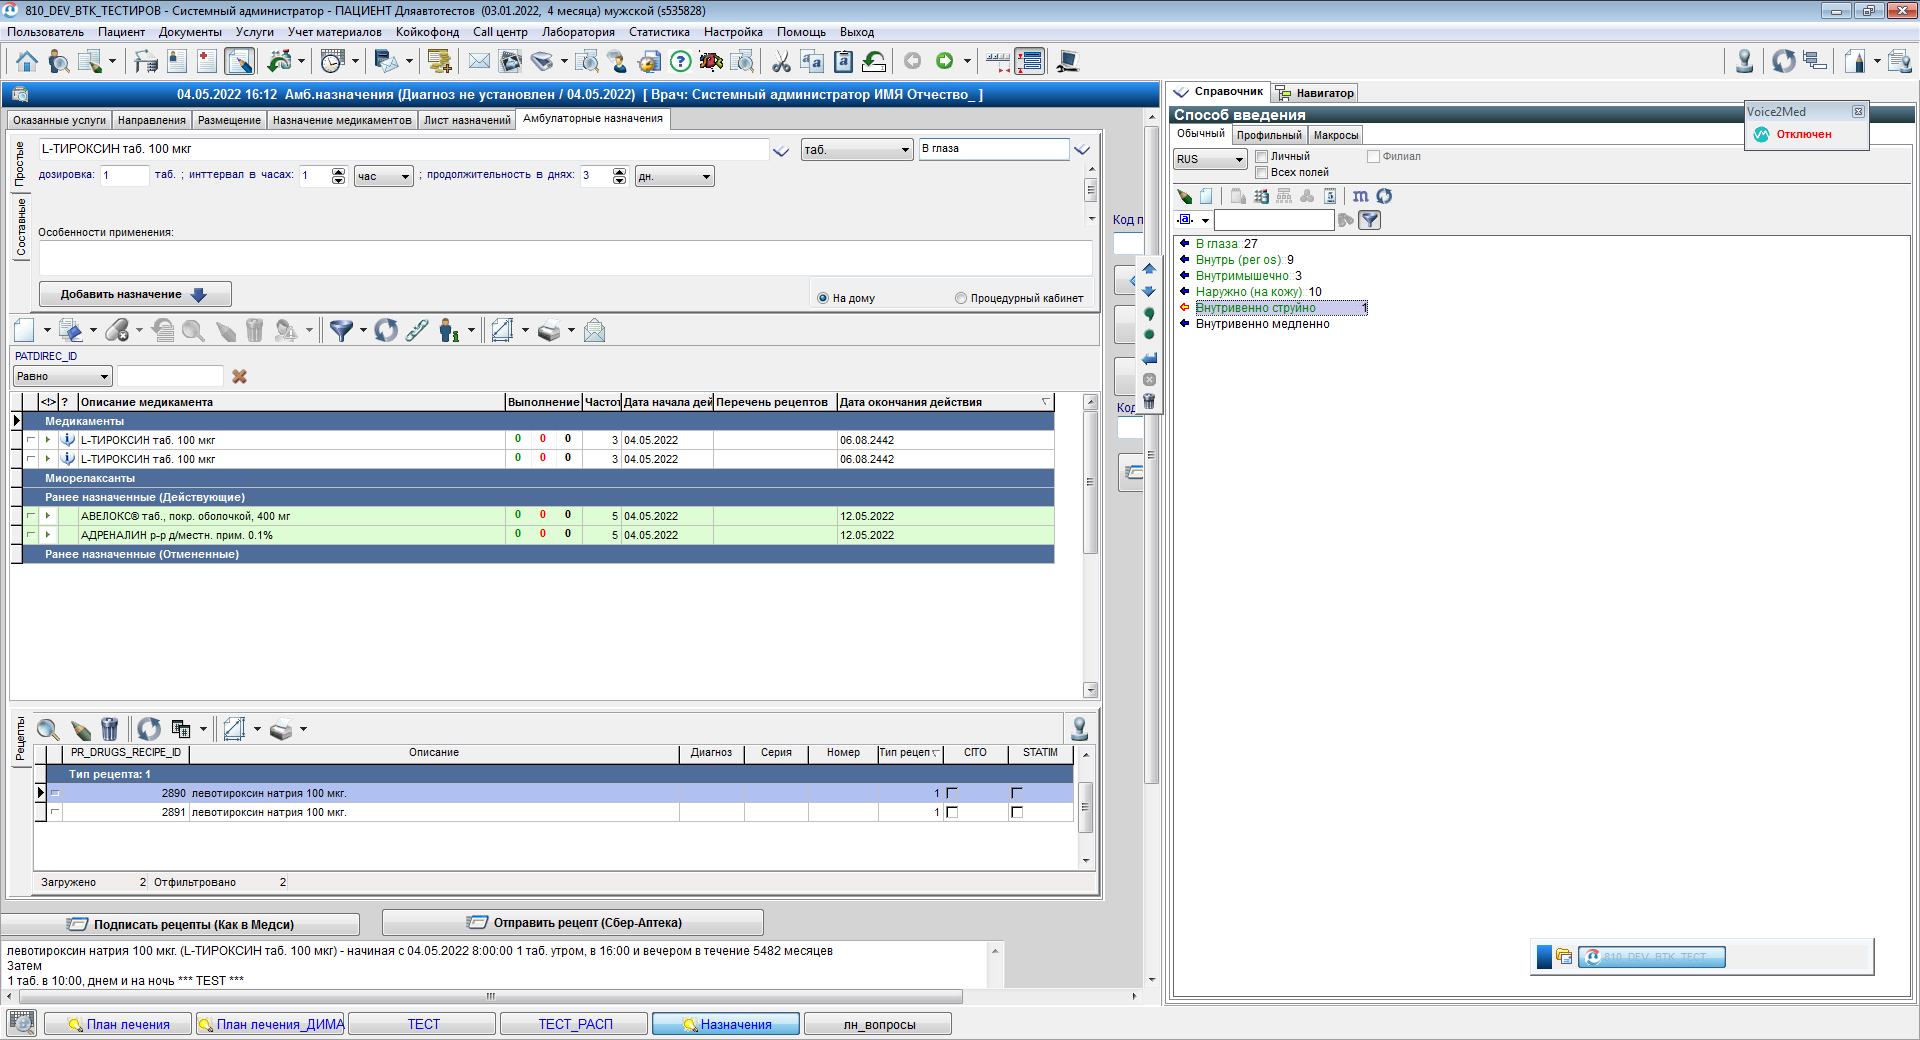 810_DEV_BTK_ТЕСТИРОВ - Системный администратор - ПАЦИЕНТ Дляавтотестов (03.01.2022, 4 месяца) мужской (s535828)
Пользователь Пациент Документы Услуги Учет материалов Койкофонд Call центр Лаборатория Статистика Настройка Помощь Выход
04.05.2022 16:12 Амб.назначения (Диагноз не установлен / 04.05.2022) [ Врач: Системный администратор ИМЯ Отчество_ ]
Оказанные услуги Направления Размещение Назначение медикаментов Лист назначений Амбулаторные назначения
Простые
Составные
L-ТИРОКСИН таб. 100 мкг
таб.
В глаза
дозировка: 1 таб. ; инттервал в часах: 1 час ; продолжительность в днях: 3 дн.
Особенности применения:
Добавить назначение
На дому
Процедурный кабинет
Код п
Код
PATDIREC_ID
Равно
<!> ? Описание медикамента Выполнение Частот Дата начала дей Перечень рецептов Дата окончания действия
Медикаменты
L-ТИРОКСИН таб. 100 мкг 0 0 0 3 04.05.2022 06.08.2442
L-ТИРОКСИН таб. 100 мкг 0 0 0 3 04.05.2022 06.08.2442
Миорелаксанты
Ранее назначенные (Действующие)
АВЕЛОКС® таб., покр. оболочкой, 400 мг 0 0 0 5 04.05.2022 12.05.2022
АДРЕНАЛИН р-р д/местн. прим. 0.1% 0 0 0 5 04.05.2022 12.05.2022
Ранее назначенные (Отмененные)
Рецепты
PR_DRUGS_RECIPE_ID Описание Диагноз Серия Номер Тип рецеп CITO STATIM
Тип рецепта: 1
2890 левотироксин натрия 100 мкг. 1
2891 левотироксин натрия 100 мкг. 1
Загружено 2 Отфильтровано 2
Подписать рецепты (Как в Медси)
Отправить рецепт (Сбер-Аптека)
левотироксин натрия 100 мкг. (L-ТИРОКСИН таб. 100 мкг) - начиная с 04.05.2022 8:00:00 1 таб. утром, в 16:00 и вечером в течение 5482 месяцев
Затем
1 таб. в 10:00, днем и на ночь *** TEST ***
План лечения План лечения_ДИМА ТЕСТ ТЕСТ_РАСП Назначения лн_вопросы
Справочник Навигатор
Способ введения
Обычный Профильный Макросы
RUS
Личный
Филиал
Всех полей
m
.a.
В глаза 27
Внутрь (per os) 9
Внутримышечно 3
Наружно (на кожу) 10
Внутривенно струйно 1
Внутривенно медленно
Voice2Med
Отключен
810_DEV_BTK_ТЕСТ